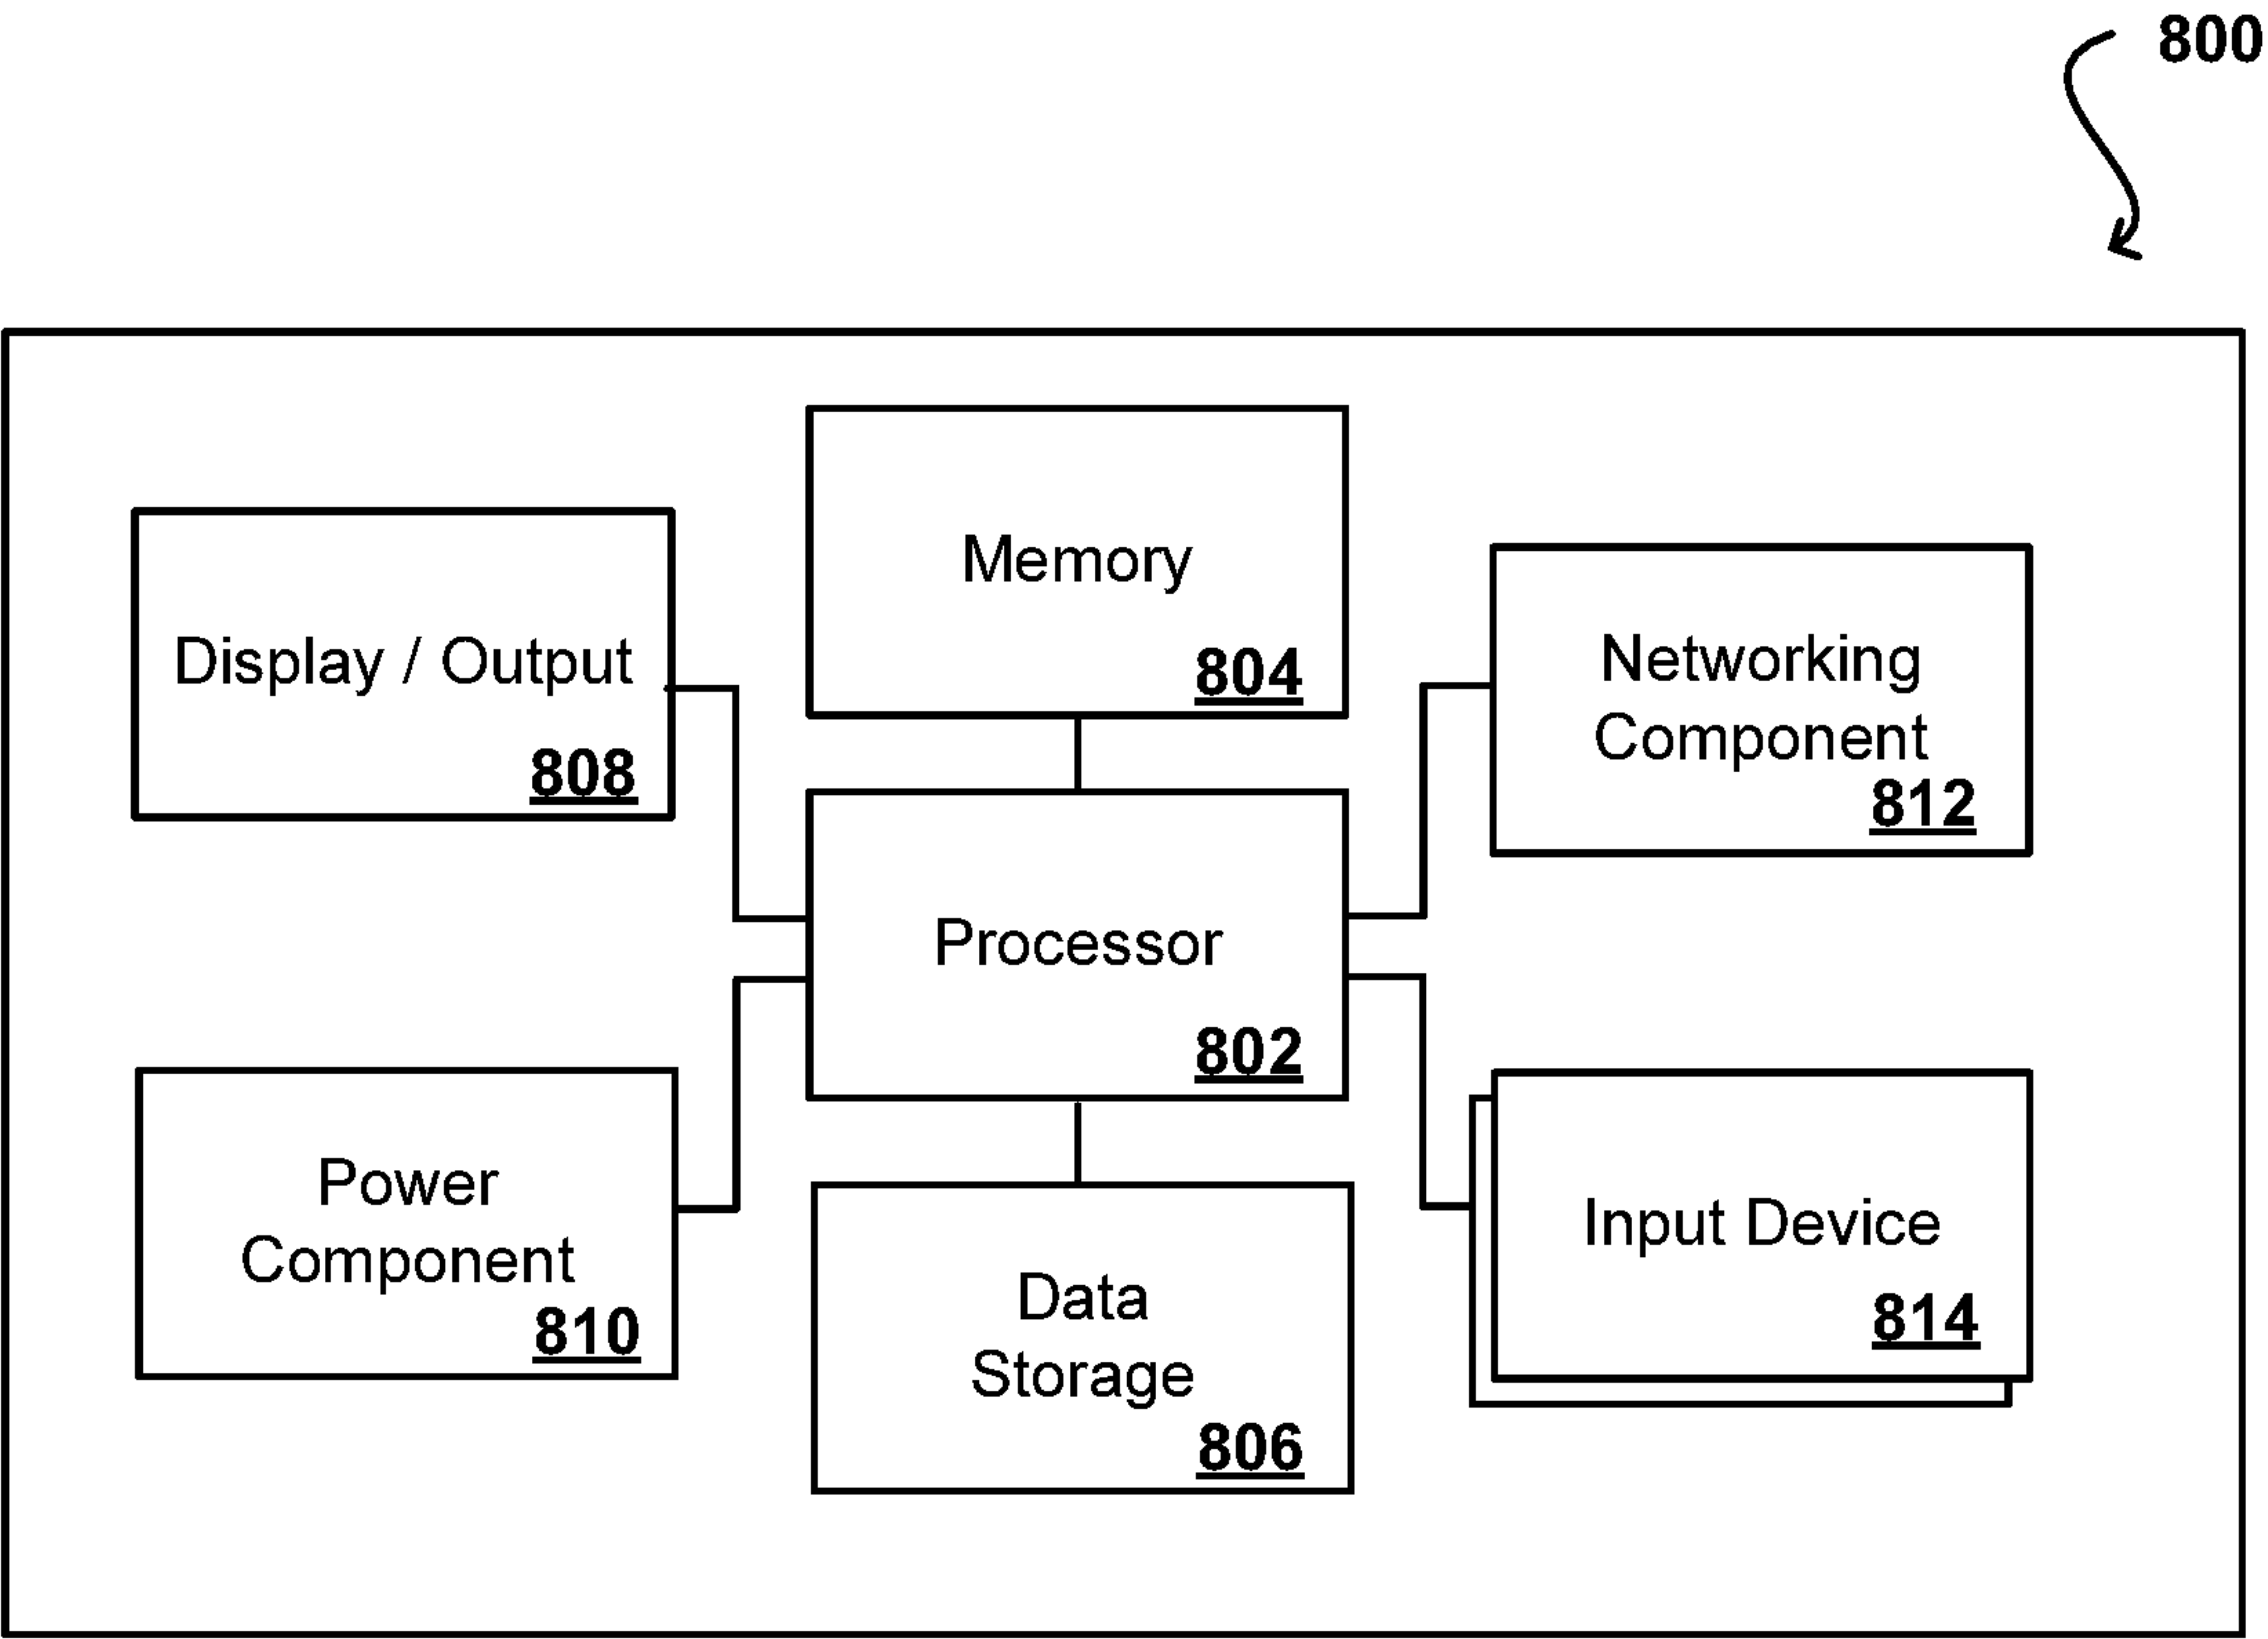 800
Memory
804
Display / Output
808
Networking
Component
812
Processor
802
Power
Component
810
Input Device
814
Data
Storage
806